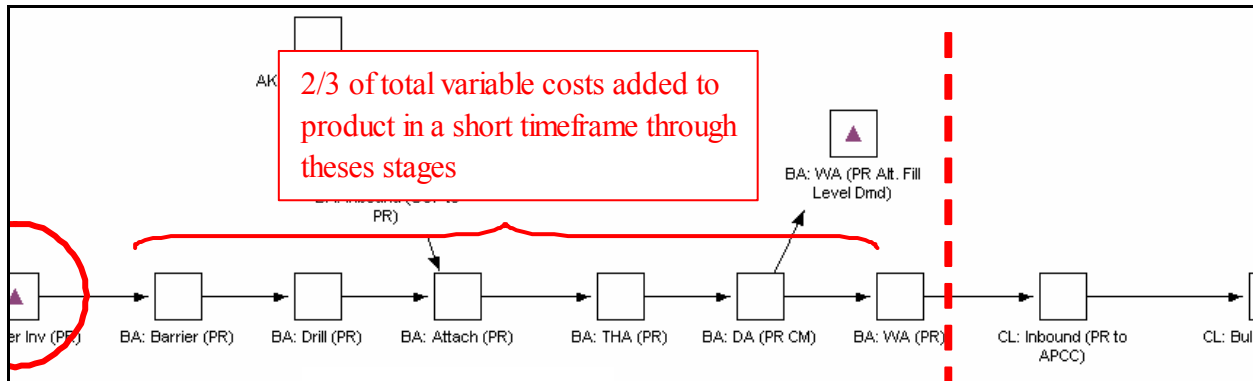 AK
2/3 of total variable costs added to
product in a short timeframe through
theses stages
BA: WA (PR Alt. Fill
Level Dmd)
PR)
er Inv (PR)
BA: Barrier (PR)
BA: Drill (PR)
BA: Attach (PR)
BA: THA (PR)
BA: DA (PR CM)
BA: WA (PR)
CL: Inbound (PR to
APCC)
CL: Bul